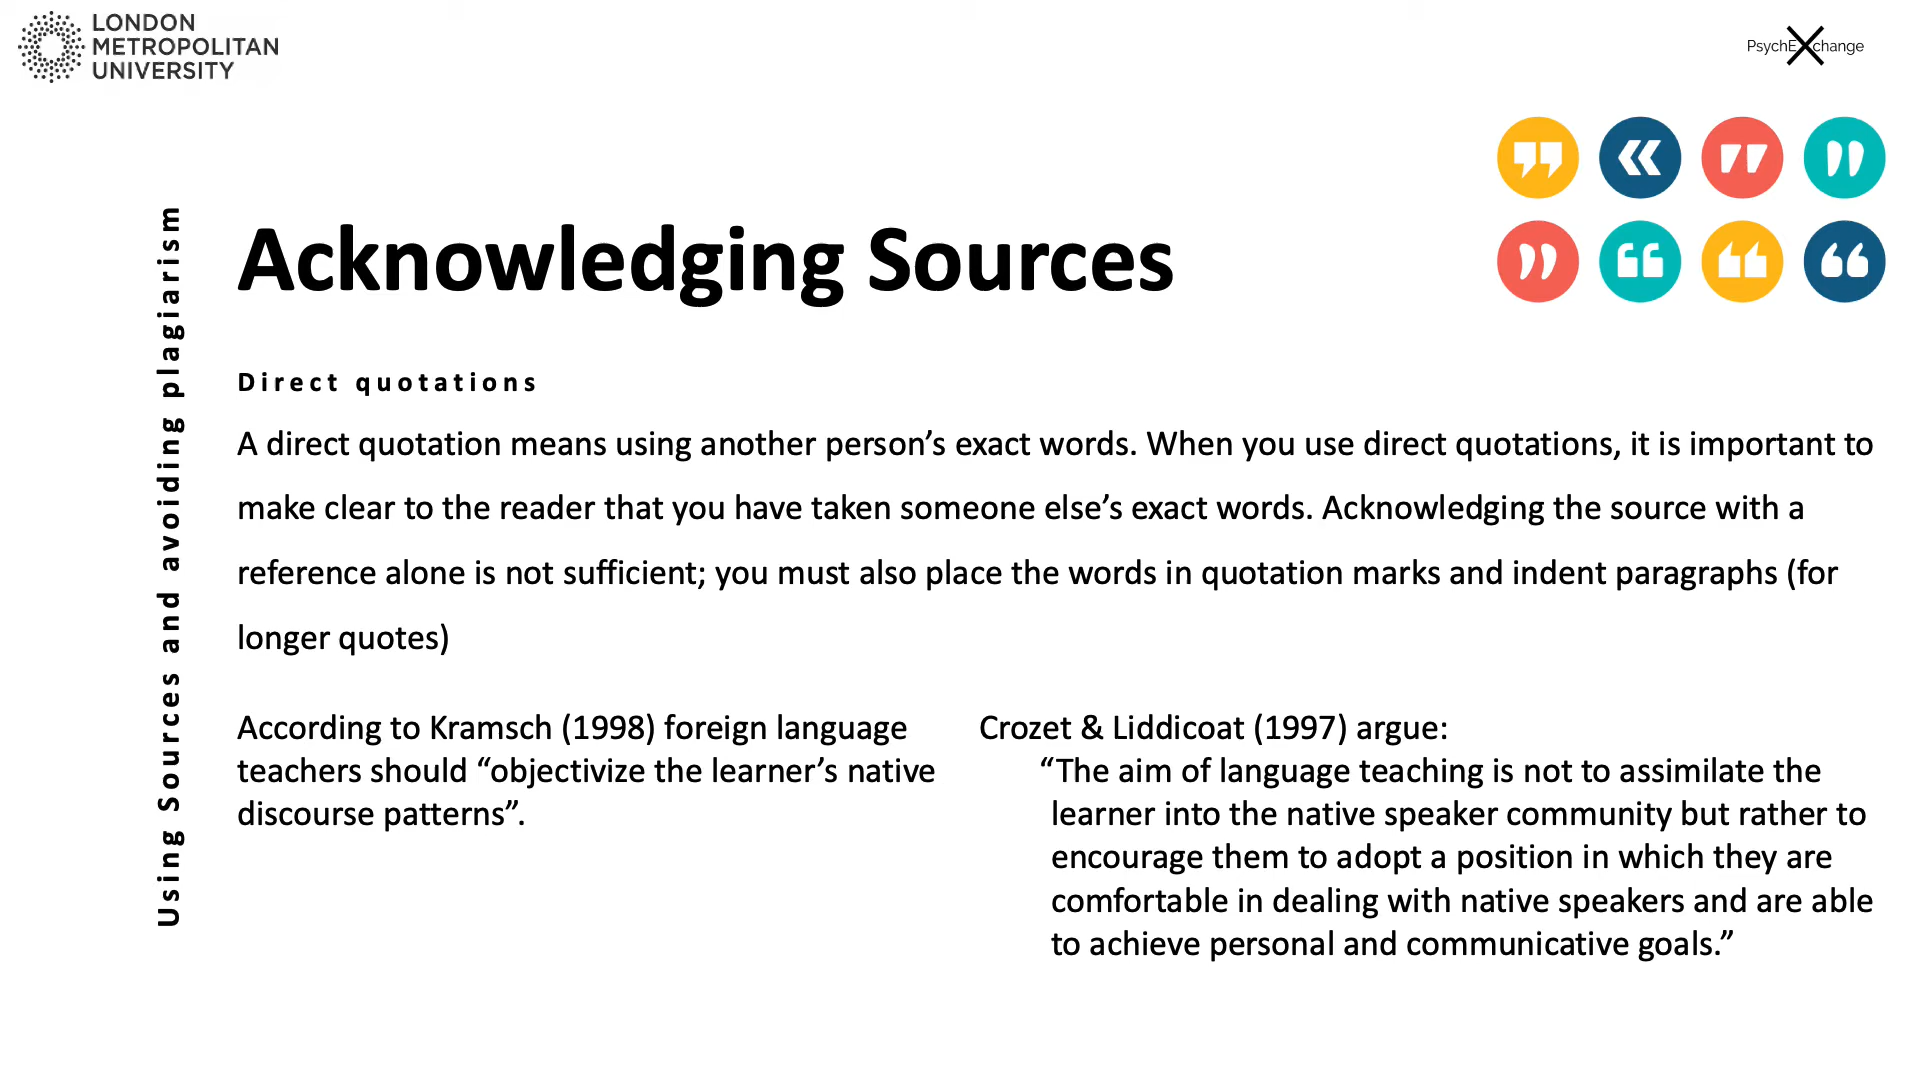 LONDON
METROPOLITAN
UNIVERSITY
PsychEXchange
Using Sources and avoiding plagiarism
Acknowledging Sources
Direct quotations
A direct quotation means using another person’s exact words. When you use direct quotations, it is important to
make clear to the reader that you have taken someone else’s exact words. Acknowledging the source with a
reference alone is not sufficient; you must also place the words in quotation marks and indent paragraphs (for
longer quotes)
According to Kramsch (1998) foreign language
teachers should “objectivize the learner’s native
discourse patterns”.
Crozet & Liddicoat (1997) argue:
“The aim of language teaching is not to assimilate the
learner into the native speaker community but rather to
encourage them to adopt a position in which they are
comfortable in dealing with native speakers and are able
to achieve personal and communicative goals.”